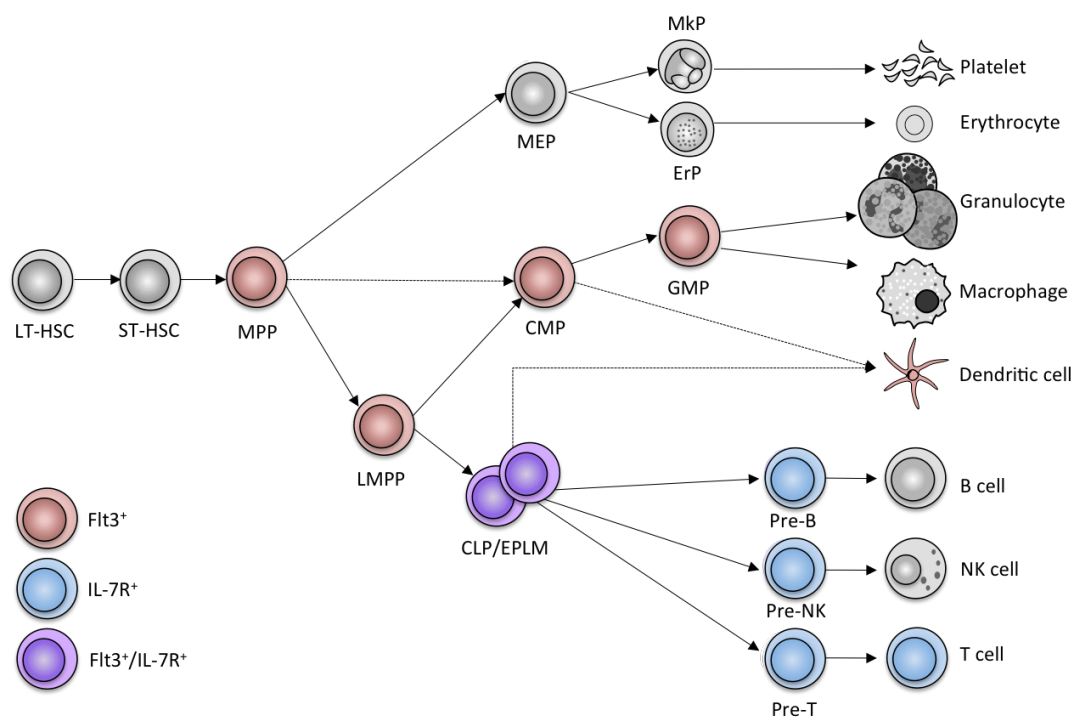 MkP
Platelet
MEP
Erythrocyte
ErP
Granulocyte
GMP
Macrophage
LT-HSC
ST-HSC
MPP
CMP
Dendritic cell
LMPP
B cell
Pre-B
Flt3⁺
CLP/EPLM
NK cell
IL-7R⁺
Pre-NK
Flt3⁺/IL-7R⁺
T cell
Pre-T